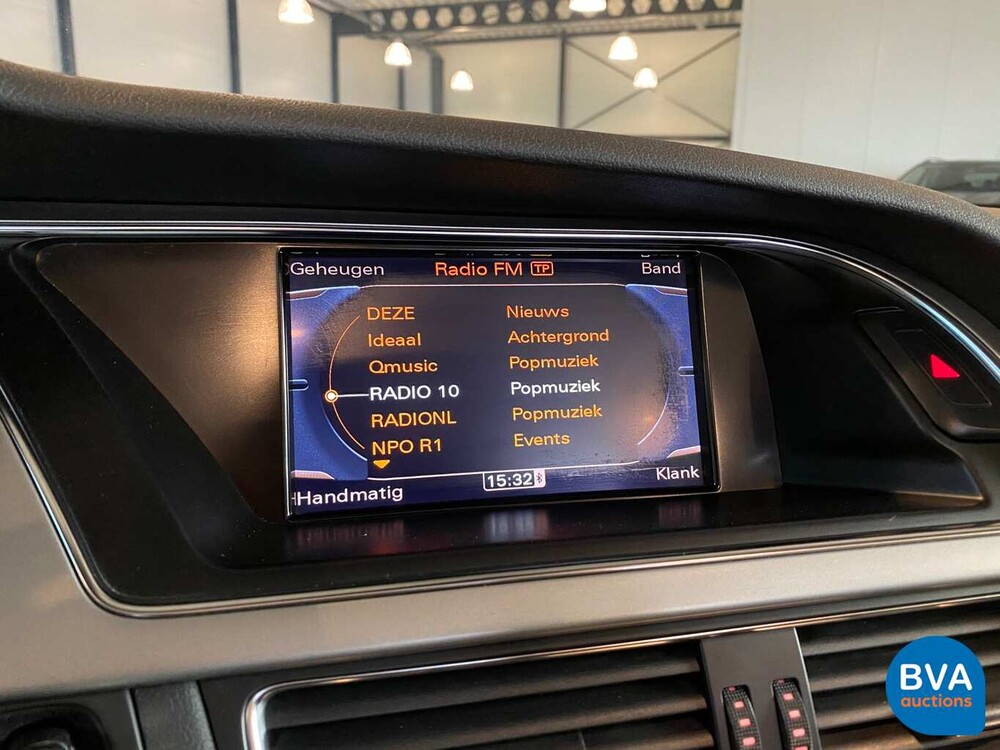 Geheugen Radio FM TP Band
DEZE Nieuws
Ideaal Achtergrond
Qmusic Popmuziek
RADIO 10 Popmuziek
RADIONL Popmuziek
NPO R1 Events
Handmatig 15:32 Klank
BVA
auctions